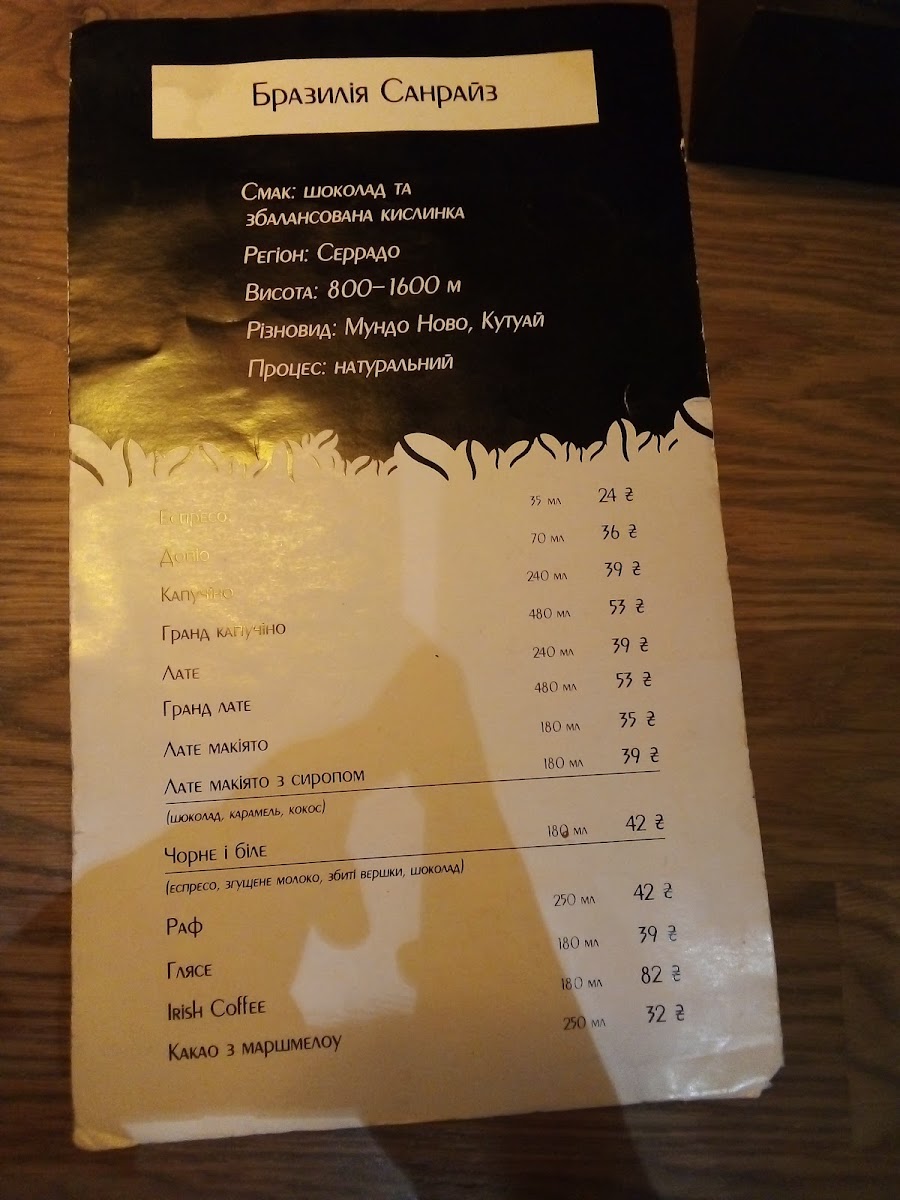 Бразилія Санрайз
Смак: шоколад та
збалансована кислинка
Регіон: Серрадо
Висота: 800-1600 м
Різновид: Мундо Ново, Кутуай
Процес: натуральний
Еспресо 35 мл 24 ₴
Допіо 70 мл 36 ₴
Капучіно 240 мл 39 ₴
Гранд капучіно 480 мл 53 ₴
Лате 240 мл 39 ₴
Гранд лате 480 мл 53 ₴
Лате макіято 180 мл 35 ₴
Лате макіято з сиропом 180 мл 39 ₴
(шоколад, карамель, кокос)
Чорне і біле 180 мл 42 ₴
(еспресо, згущене молоко, збиті вершки, шоколад)
Раф 250 мл 42 ₴
Глясе 180 мл 39 ₴
Irish Coffee 180 мл 82 ₴
Какао з маршмелоу 250 мл 32 ₴